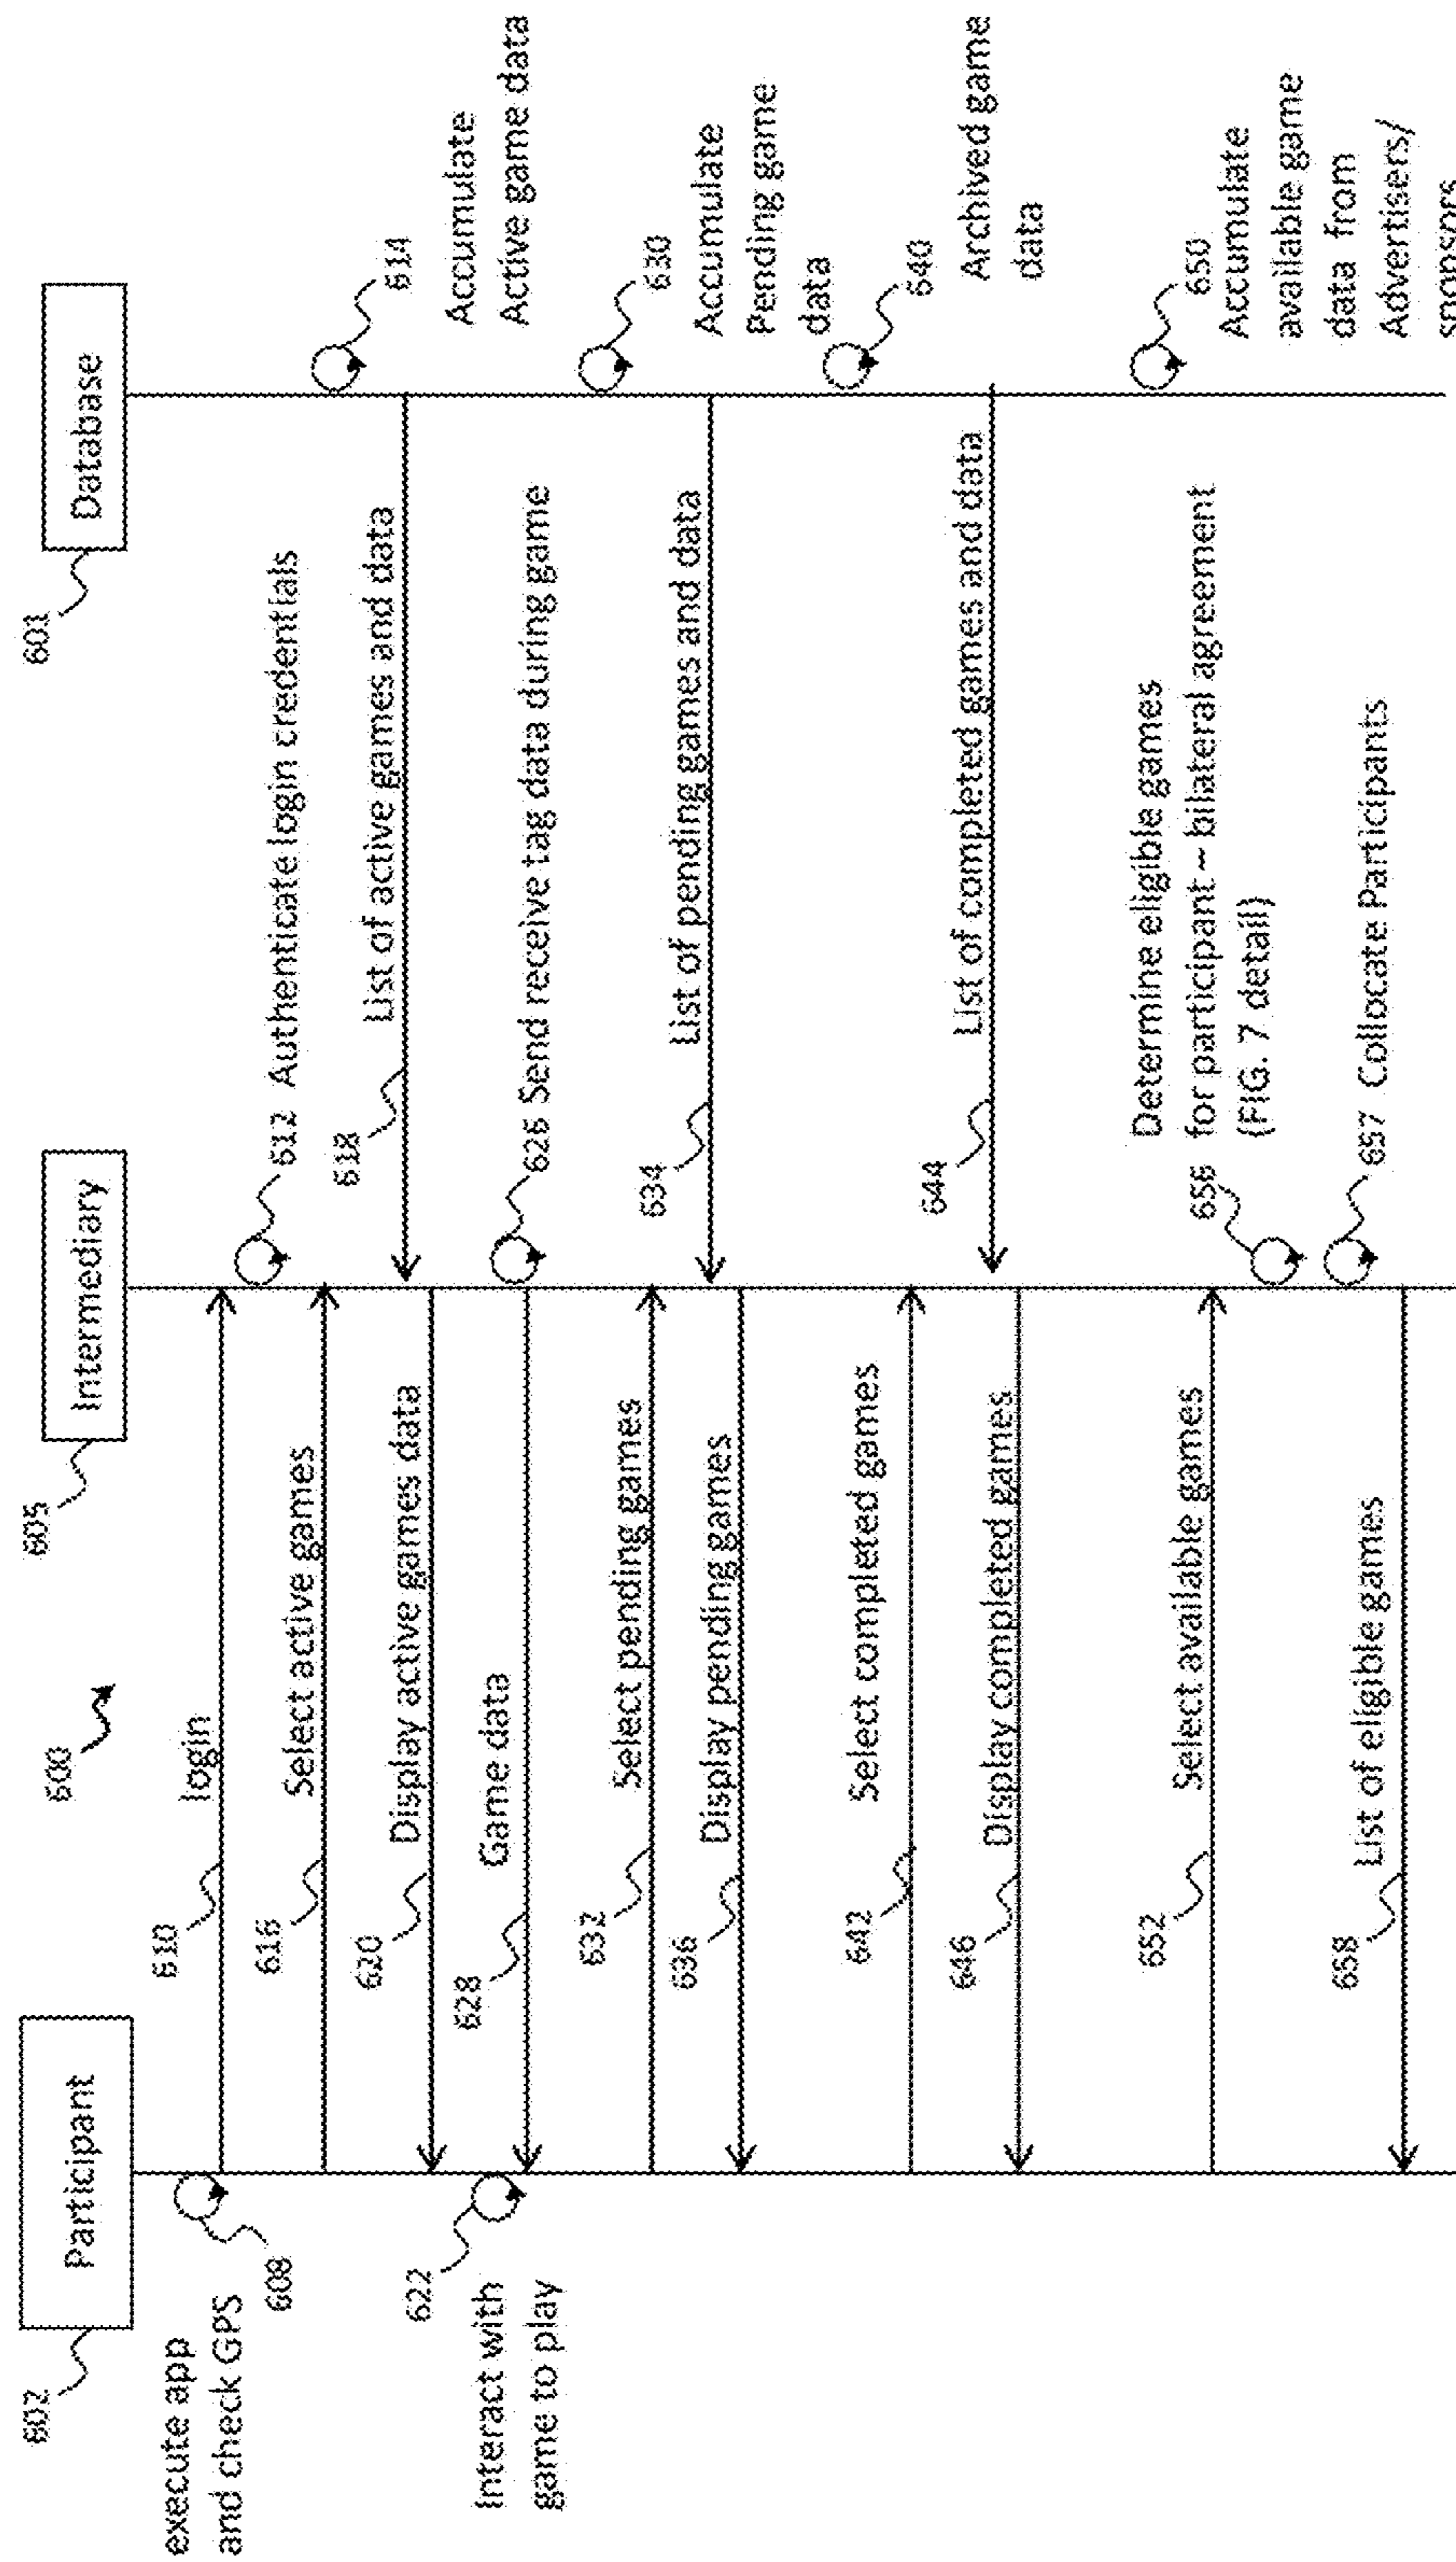 600
602
Participant
605
Intermediary
601
Database
execute app
and check GPS
608
610
login
612 Authenticate login credentials
614
Accumulate
Active game data
616
Select active games
618
List of active games and data
620
Display active games data
622
Interact with
game to play
626 Send receive tag data during game
628
Game data
630
Accumulate
Pending game
data
632
Select pending games
634
List of pending games and data
636
Display pending games
640
Archived game
data
642
Select completed games
644
List of completed games and data
646
Display completed games
650
Accumulate
available game
data from
Advertisers/
sponsors
652
Select available games
656
Determine eligible games
for participant – bilateral agreement
(FIG. 7 detail)
657 Collocate Participants
658
List of eligible games